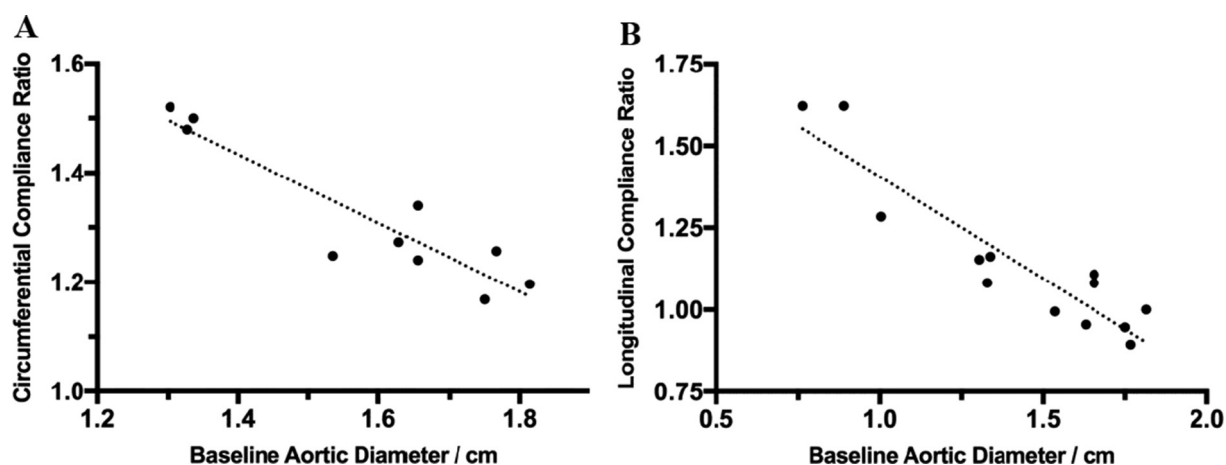 A
Circumferential Compliance Ratio
1.6
1.4
1.2
1.0
1.2
1.4
1.6
1.8
Baseline Aortic Diameter / cm
B
Longitudinal Compliance Ratio
1.75
1.50
1.25
1.00
0.75
0.5
1.0
1.5
2.0
Baseline Aortic Diameter / cm